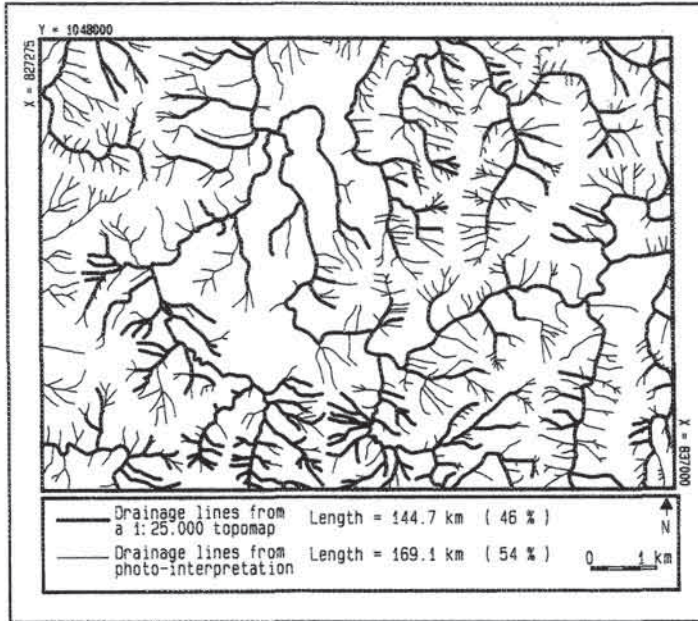 Y = 1048000
X = 827275
X = 837000
Drainage lines from
a 1:25.000 topomap
Length = 144.7 km ( 46 % )
Drainage lines from
photo-interpretation
Length = 169.1 km ( 54 % )
N
0 1 km